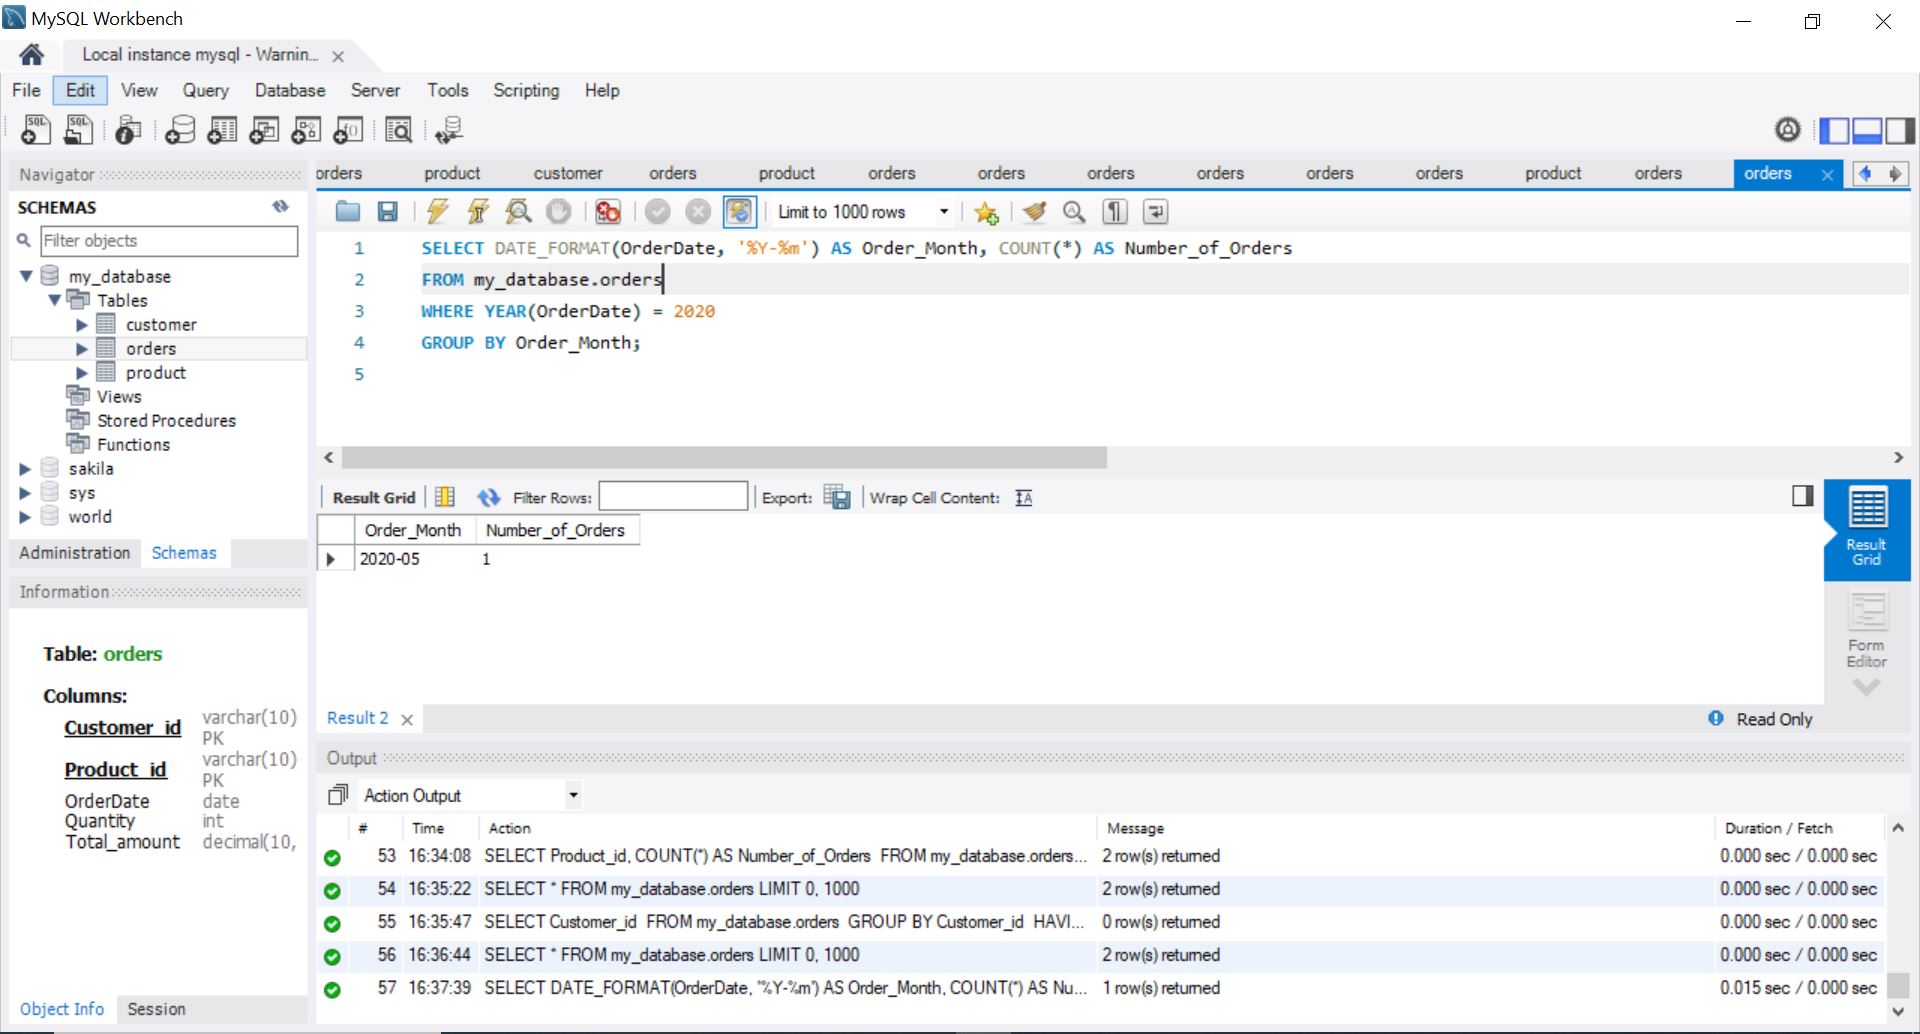 MySQL Workbench
Local instance mysql - Warnin...
File Edit View Query Database Server Tools Scripting Help
Navigator
SCHEMAS
Filter objects
my_database
Tables
customer
orders
product
Views
Stored Procedures
Functions
sakila
sys
world
Administration Schemas
Information
Table: orders
Columns:
Customer_id varchar(10) PK
Product_id varchar(10) PK
OrderDate date
Quantity int
Total_amount decimal(10,
Object Info Session
orders product customer orders product orders orders orders orders orders orders product orders orders
Limit to 1000 rows
1 SELECT DATE_FORMAT(OrderDate, '%Y-%m') AS Order_Month, COUNT(*) AS Number_of_Orders
2 FROM my_database.orders
3 WHERE YEAR(OrderDate) = 2020
4 GROUP BY Order_Month;
5
Result Grid Filter Rows: Export: Wrap Cell Content:
Order_Month Number_of_Orders
2020-05 1
Result Grid
Form Editor
Result 2 Read Only
Output
Action Output
# Time Action Message Duration / Fetch
53 16:34:08 SELECT Product_id, COUNT(*) AS Number_of_Orders FROM my_database.orders... 2 row(s) returned 0.000 sec / 0.000 sec
54 16:35:22 SELECT * FROM my_database.orders LIMIT 0, 1000 2 row(s) returned 0.000 sec / 0.000 sec
55 16:35:47 SELECT Customer_id FROM my_database.orders GROUP BY Customer_id HAVI... 0 row(s) returned 0.000 sec / 0.000 sec
56 16:36:44 SELECT * FROM my_database.orders LIMIT 0, 1000 2 row(s) returned 0.000 sec / 0.000 sec
57 16:37:39 SELECT DATE_FORMAT(OrderDate, '%Y-%m') AS Order_Month, COUNT(*) AS Nu... 1 row(s) returned 0.015 sec / 0.000 sec